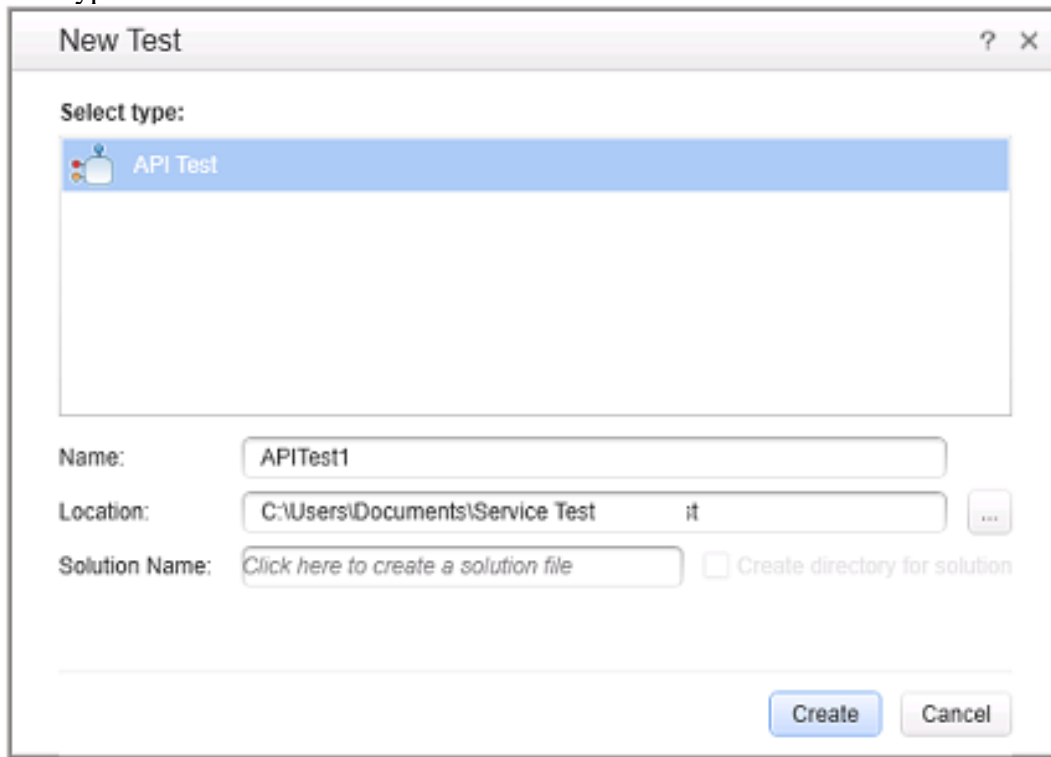 New Test ? ×
Select type:
API Test
Name: APITest1
Location: C:\Users\Documents\Service Test ...
Solution Name: Click here to create a solution file Create directory for solution
Create Cancel